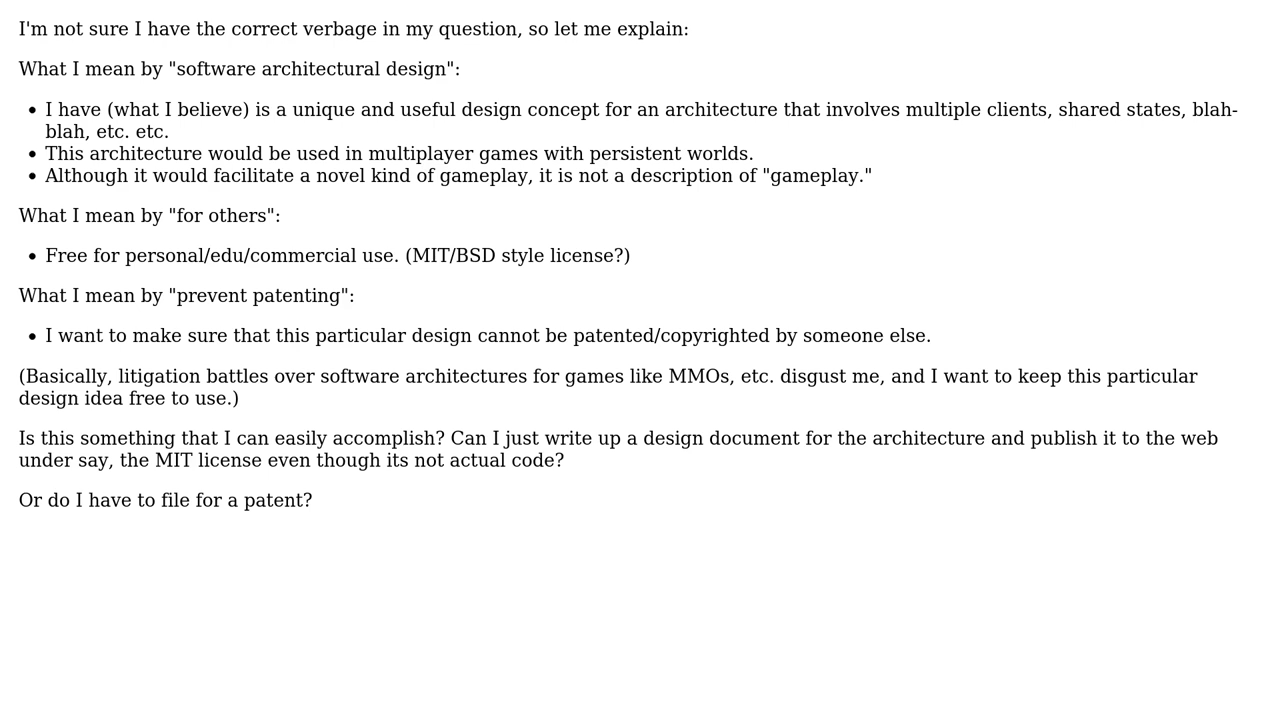 I'm not sure I have the correct verbage in my question, so let me explain:
What I mean by "software architectural design":
• I have (what I believe) is a unique and useful design concept for an architecture that involves multiple clients, shared states, blah-
blah, etc. etc.
• This architecture would be used in multiplayer games with persistent worlds.
• Although it would facilitate a novel kind of gameplay, it is not a description of "gameplay."
What I mean by "for others":
• Free for personal/edu/commercial use. (MIT/BSD style license?)
What I mean by "prevent patenting":
• I want to make sure that this particular design cannot be patented/copyrighted by someone else.
(Basically, litigation battles over software architectures for games like MMOs, etc. disgust me, and I want to keep this particular
design idea free to use.)
Is this something that I can easily accomplish? Can I just write up a design document for the architecture and publish it to the web
under say, the MIT license even though its not actual code?
Or do I have to file for a patent?